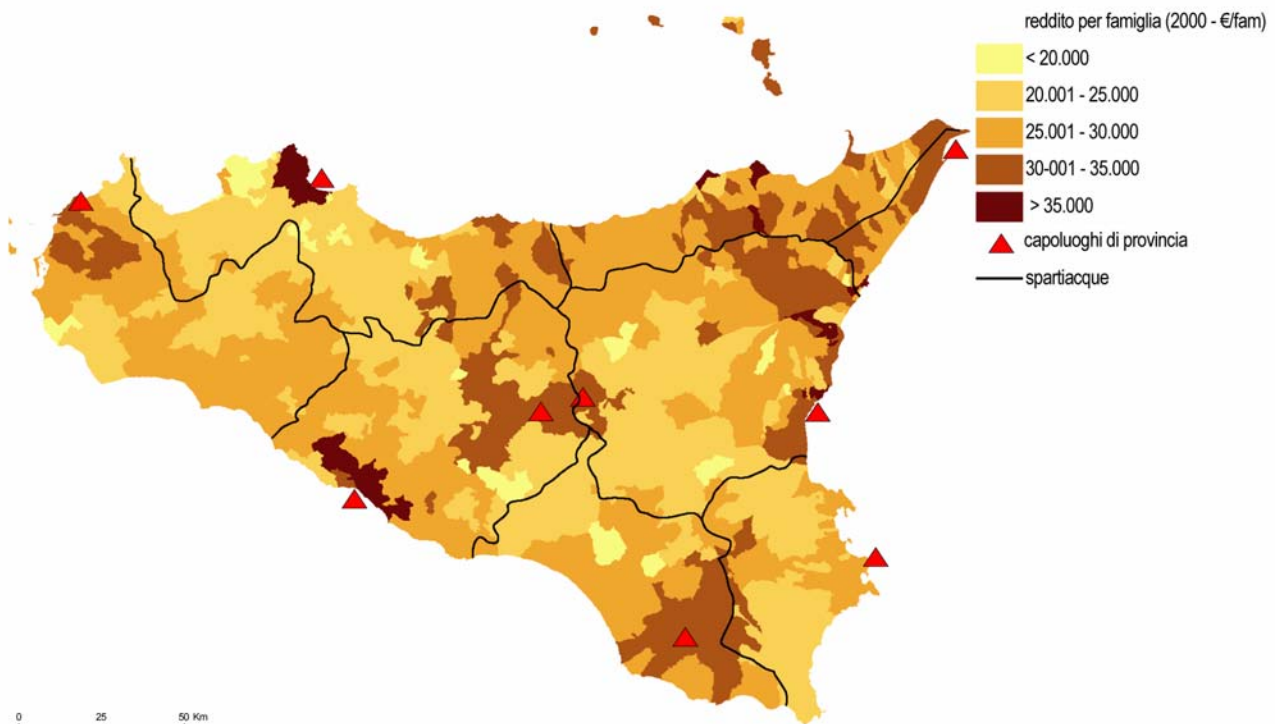 reddito per famiglia (2000 - €/fam)
< 20.000
20.001 - 25.000
25.001 - 30.000
30-001 - 35.000
> 35.000
capoluoghi di provincia
spartiacque
0 25 50 Km